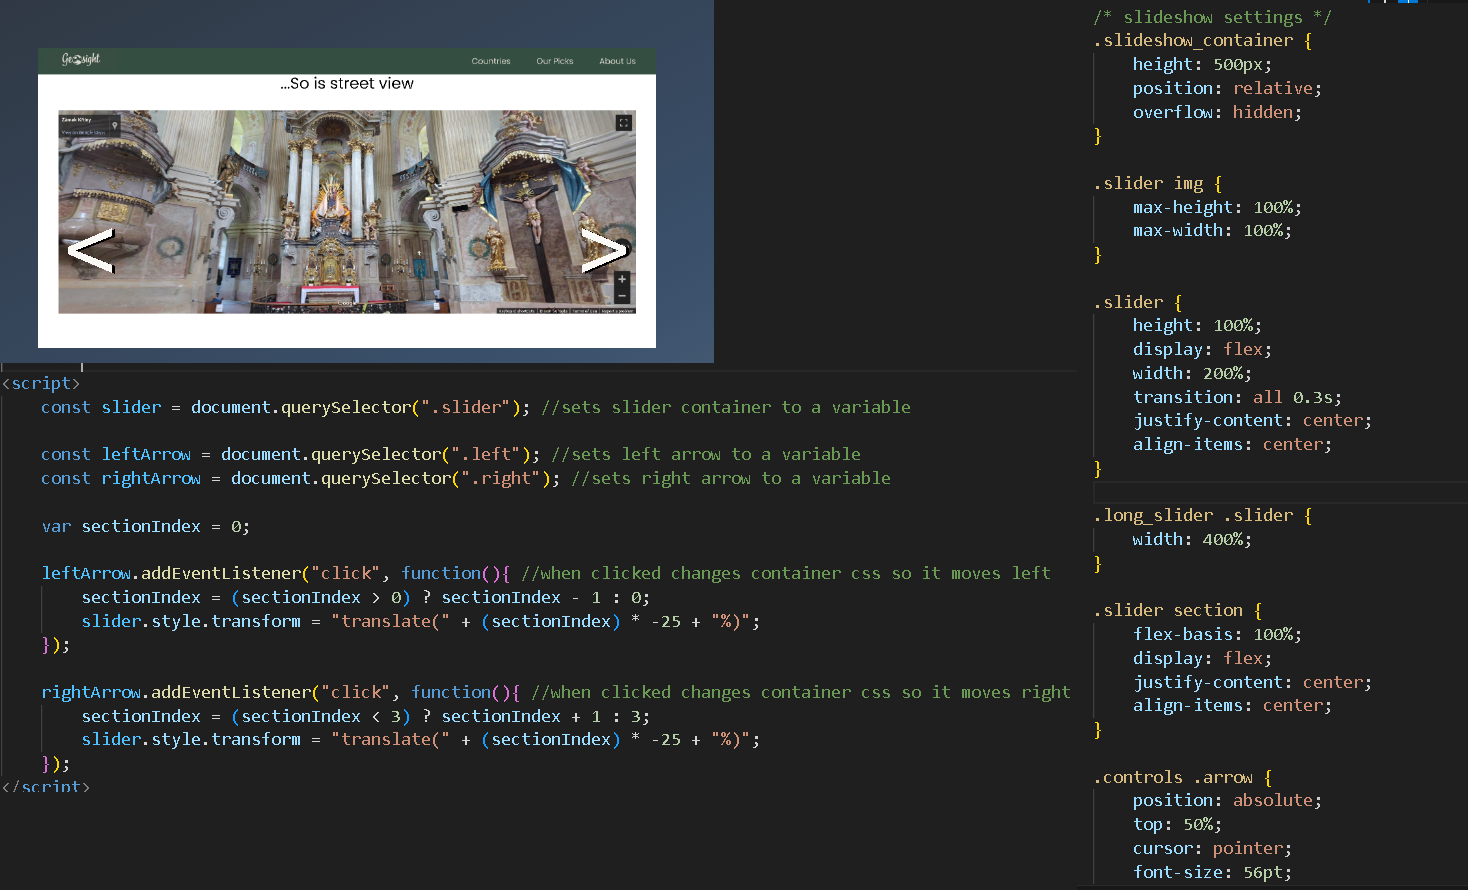 Geosight
Countries
Our Picks
About Us
...So is street view
<
>
+
−
Google
Keyboard shortcuts
Terms of Use
Report a problem
<script>
const slider = document.querySelector(".slider"); //sets slider container to a variable
const leftArrow = document.querySelector(".left"); //sets left arrow to a variable
const rightArrow = document.querySelector(".right"); //sets right arrow to a variable
var sectionIndex = 0;
leftArrow.addEventListener("click", function(){ //when clicked changes container css so it moves left
sectionIndex = (sectionIndex > 0) ? sectionIndex - 1 : 0;
slider.style.transform = "translate(" + (sectionIndex) * -25 + "%)";
});
rightArrow.addEventListener("click", function(){ //when clicked changes container css so it moves right
sectionIndex = (sectionIndex < 3) ? sectionIndex + 1 : 3;
slider.style.transform = "translate(" + (sectionIndex) * -25 + "%)";
});
</script>
/* slideshow settings */
.slideshow_container {
height: 500px;
position: relative;
overflow: hidden;
}
.slider img {
max-height: 100%;
max-width: 100%;
}
.slider {
height: 100%;
display: flex;
width: 200%;
transition: all 0.3s;
justify-content: center;
align-items: center;
}
.long_slider .slider {
width: 400%;
}
.slider section {
flex-basis: 100%;
display: flex;
justify-content: center;
align-items: center;
}
.controls .arrow {
position: absolute;
top: 50%;
cursor: pointer;
font-size: 56pt;